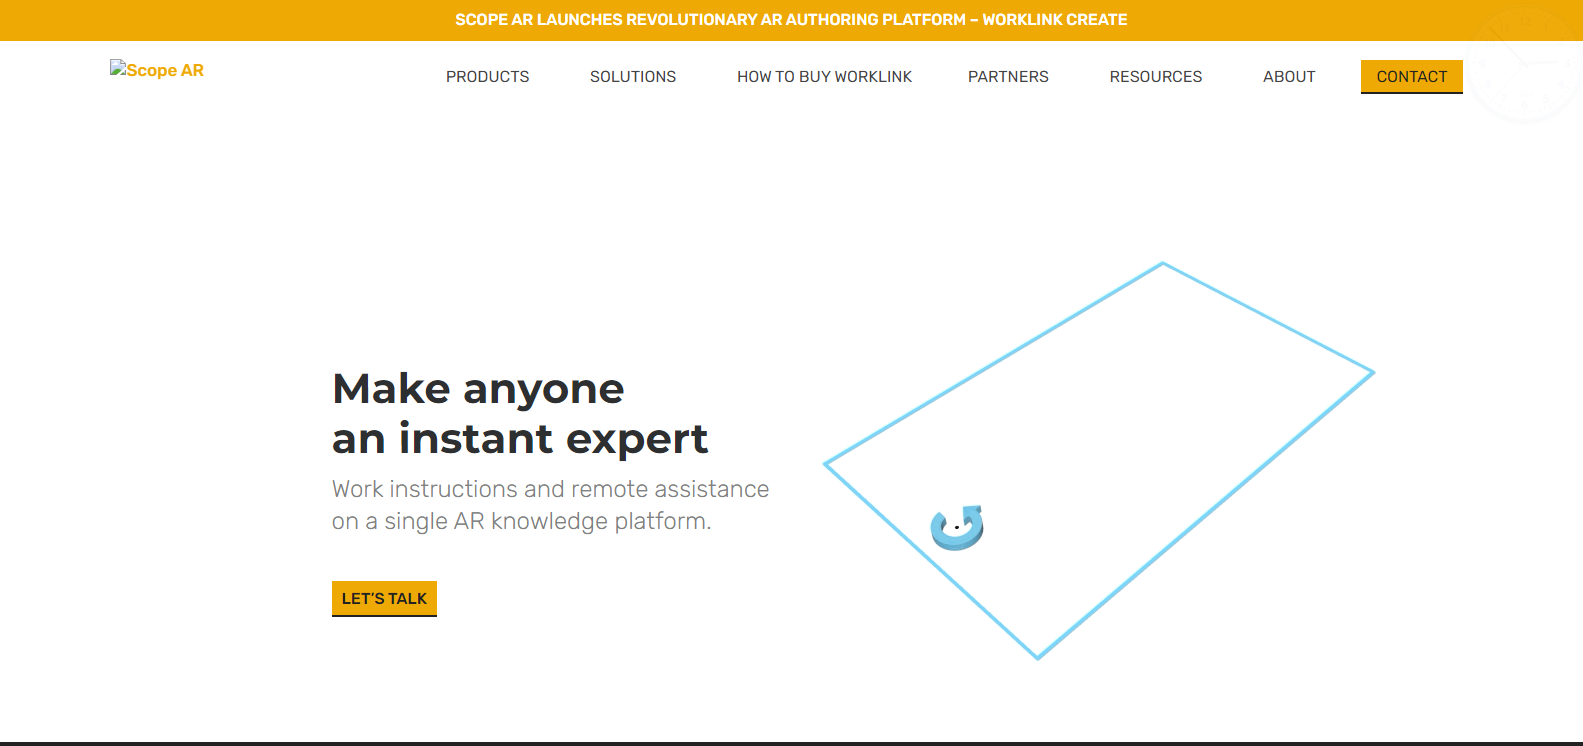 SCOPE AR LAUNCHES REVOLUTIONARY AR AUTHORING PLATFORM – WORKLINK CREATE
Scope AR
PRODUCTS
SOLUTIONS
HOW TO BUY WORKLINK
PARTNERS
RESOURCES
ABOUT
CONTACT
Make anyone
an instant expert
Work instructions and remote assistance
on a single AR knowledge platform.
LET'S TALK